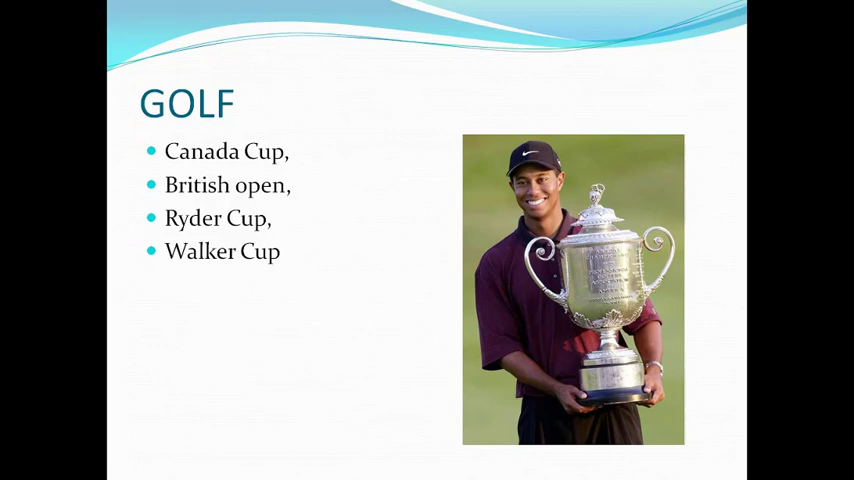 GOLF
Canada Cup,
British open,
Ryder Cup,
Walker Cup